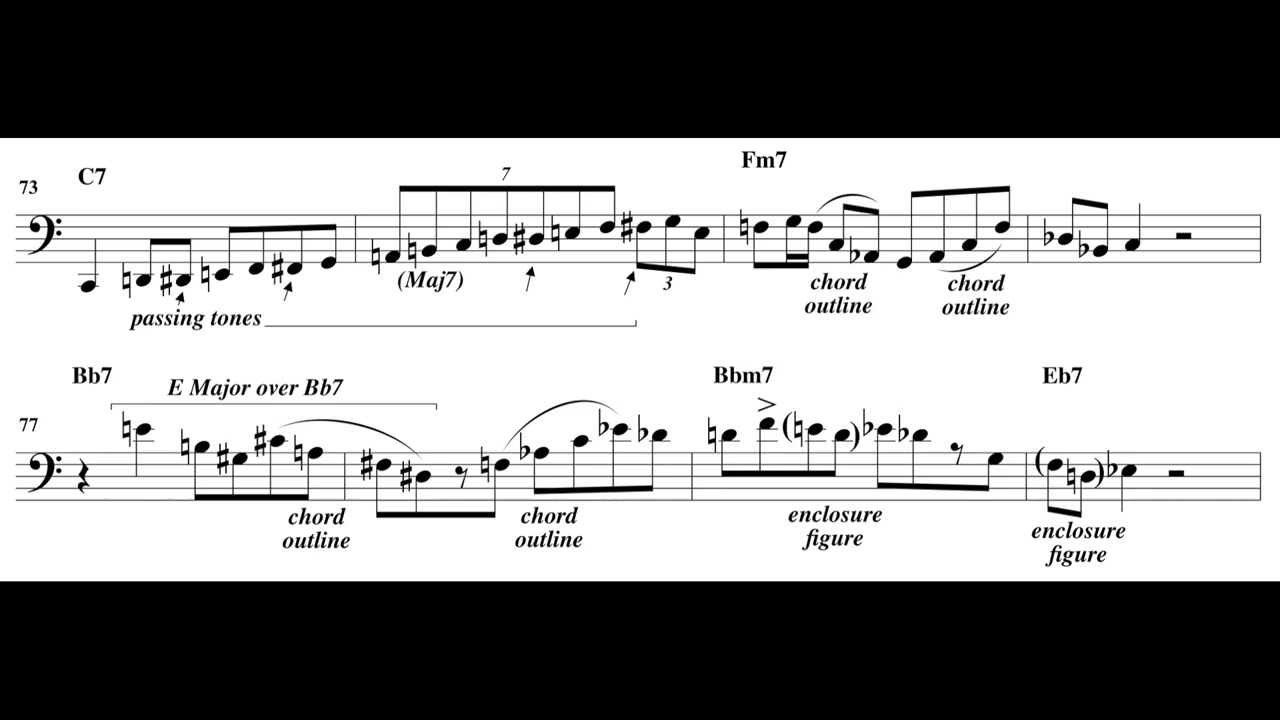 Fm7
C7
73
7
(Maj7)
3
chord
outline
chord
outline
passing tones
Bb7
E Major over Bb7
Bbm7
Eb7
77
chord
outline
chord
outline
enclosure
figure
enclosure
figure